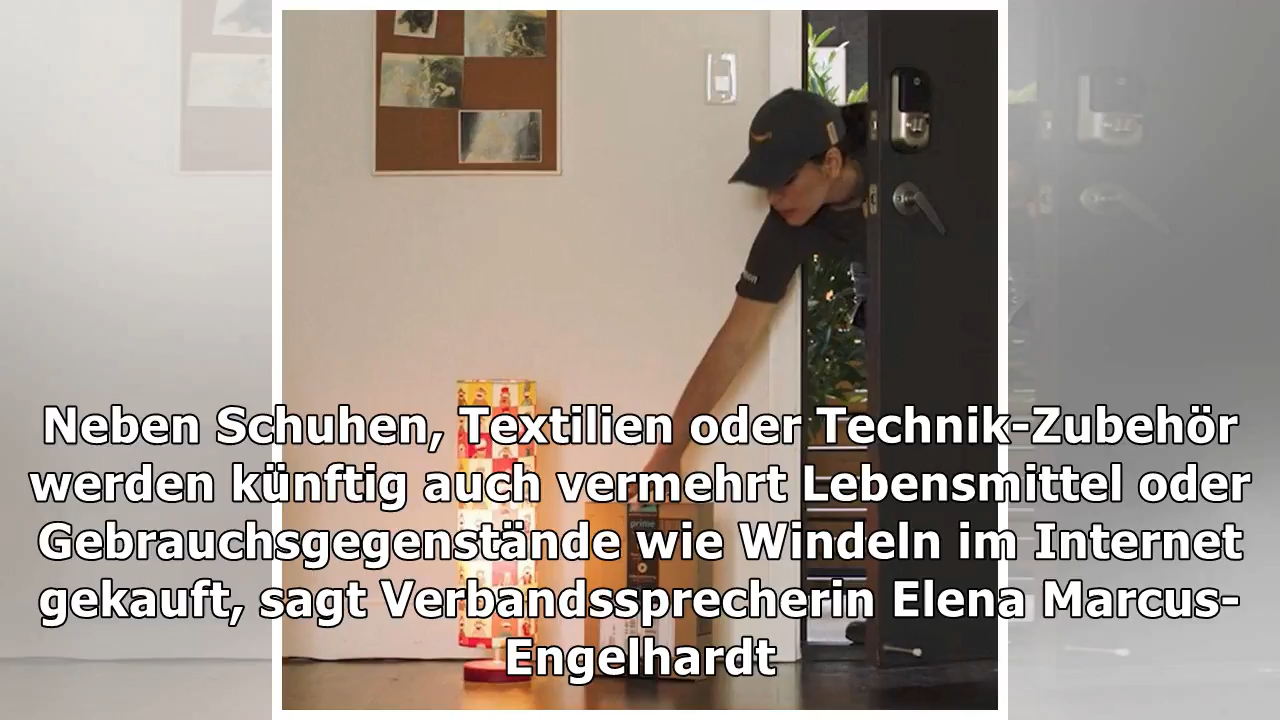 Neben Schuhen, Textilien oder Technik-Zubehör
werden künftig auch vermehrt Lebensmittel oder
Gebrauchsgegenstände wie Windeln im Internet
gekauft, sagt Verbandssprecherin Elena Marcus-
Engelhardt
prime